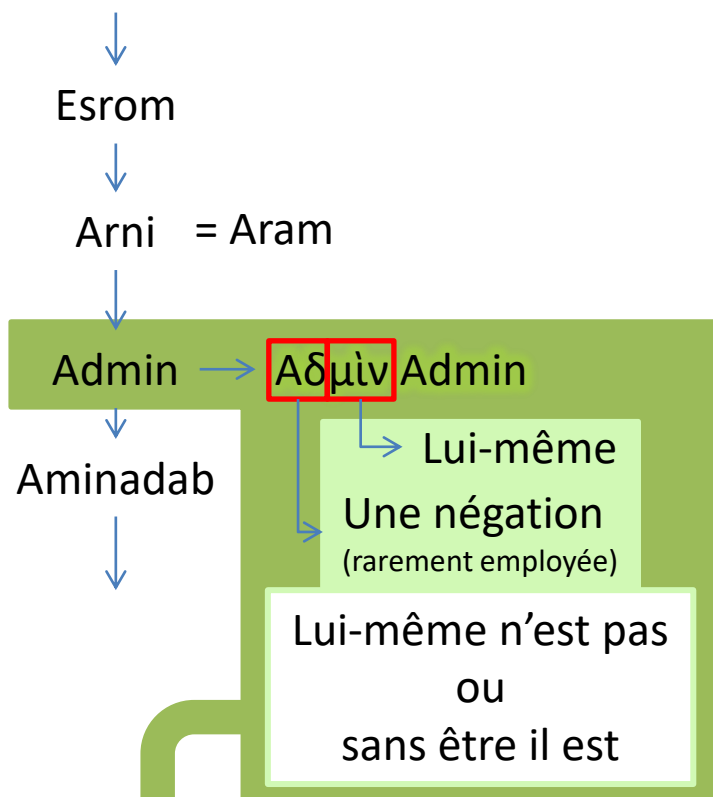 Esrom
Arni = Aram
Admin Αδμὶν Admin
Lui-même
Aminadab
Une négation
(rarement employée)
Lui-même n’est pas
ou
sans être il est